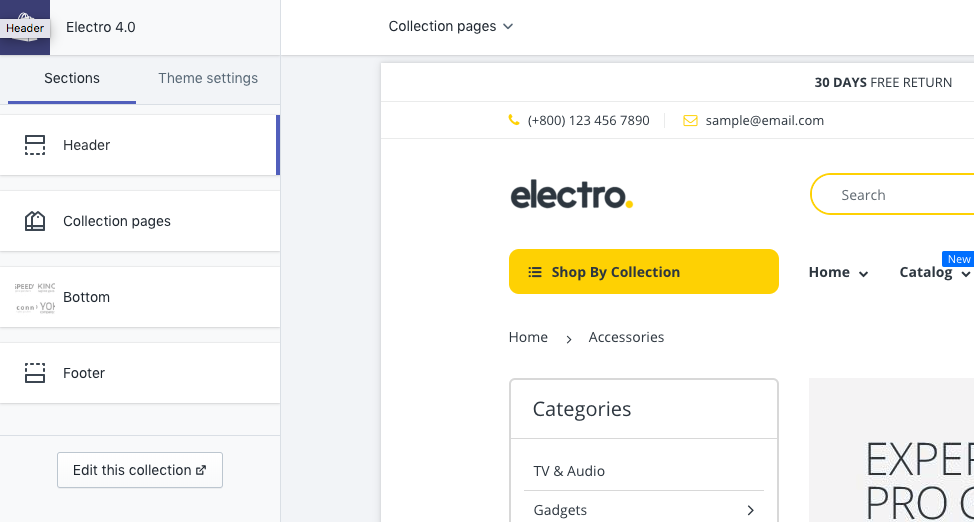 Header
Electro 4.0
Collection pages
Sections
Theme settings
30 DAYS FREE RETURN
Header
(+800) 123 456 7890
sample@email.com
electro.
Search
Collection pages
New
Shop By Collection
Home
Catalog
Bottom
Home
Accessories
Footer
Categories
Edit this collection
TV & Audio
Gadgets
PRO